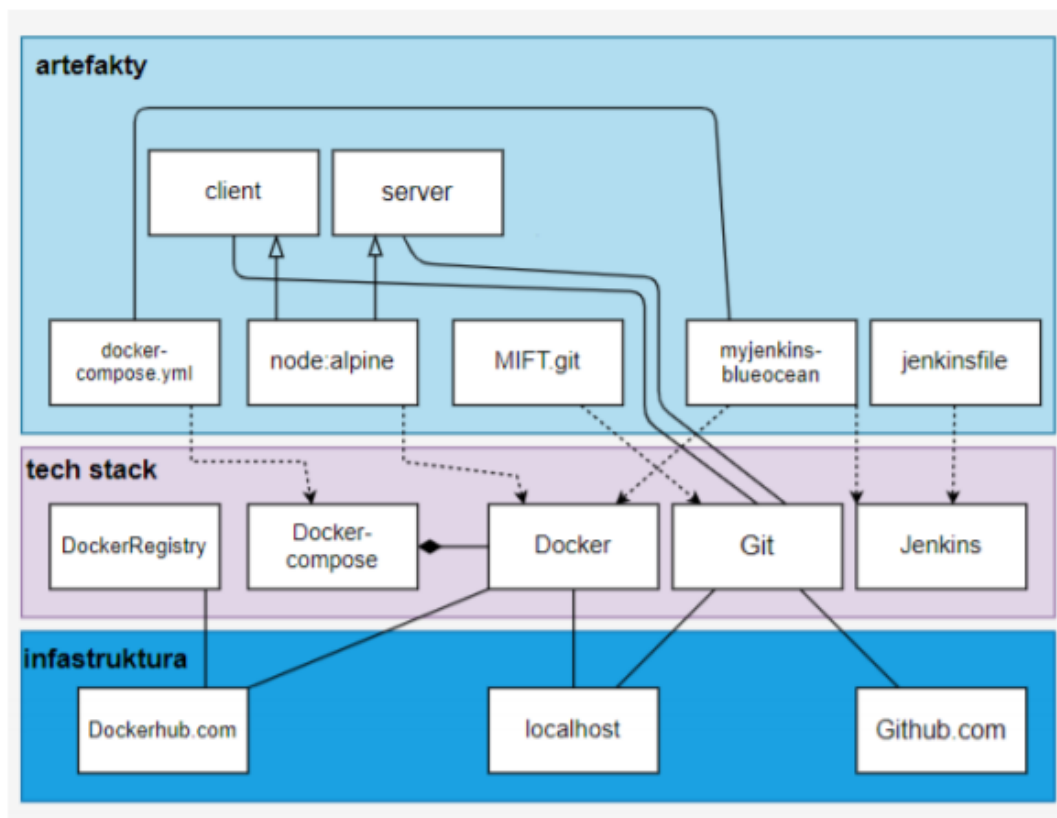 artefakty
client
server
docker-
compose.yml
node:alpine
MIFT.git
myjenkins-
blueocean
jenkinsfile
tech stack
DockerRegistry
Docker-
compose
Docker
Git
Jenkins
infastruktura
Dockerhub.com
localhost
Github.com